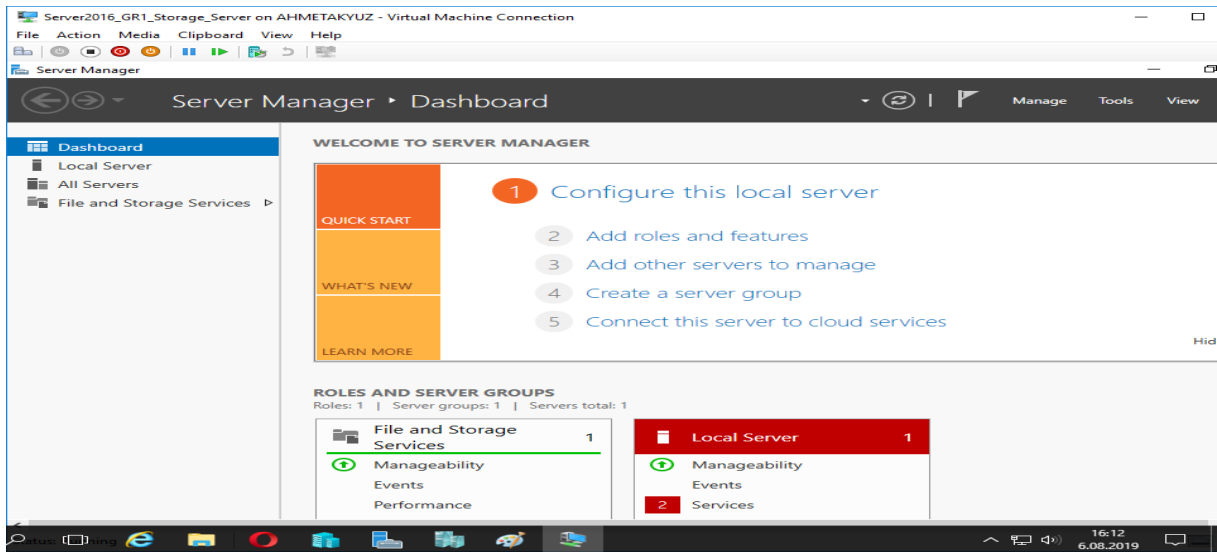 Server2016_GR1_Storage_Server on AHMETAKYUZ - Virtual Machine Connection
File Action Media Clipboard View Help
Server Manager
Server Manager ‣ Dashboard
Manage Tools View
Dashboard
Local Server
All Servers
File and Storage Services
WELCOME TO SERVER MANAGER
QUICK START
WHAT'S NEW
LEARN MORE
1 Configure this local server
2 Add roles and features
3 Add other servers to manage
4 Create a server group
5 Connect this server to cloud services
Hid
ROLES AND SERVER GROUPS
Roles: 1 | Server groups: 1 | Servers total: 1
File and Storage
Services
1
Manageability
Events
Performance
Local Server 1
Manageability
Events
2 Services
16:12
6.08.2019